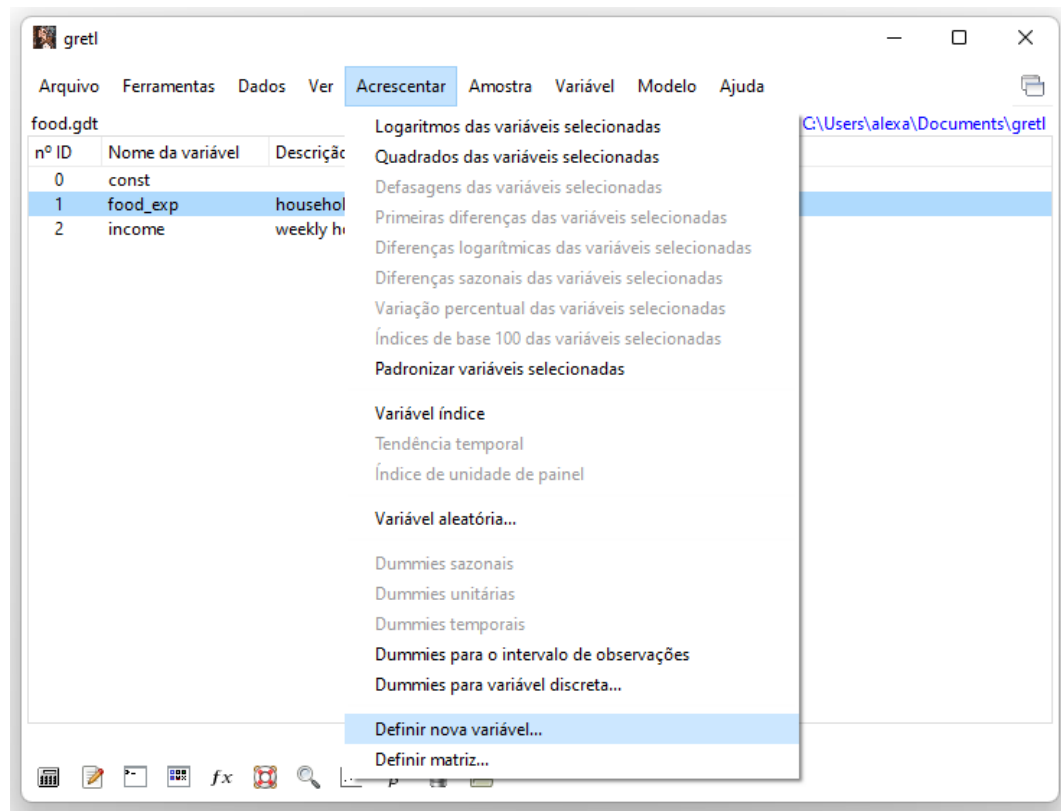 gretl
Arquivo Ferramentas Dados Ver Acrescentar Amostra Variável Modelo Ajuda
food.gdt C:\Users\alexa\Documents\gretl
nº ID Nome da variável Descrição
0 const
1 food_exp househol
2 income weekly h
Logaritmos das variáveis selecionadas
Quadrados das variáveis selecionadas
Defasagens das variáveis selecionadas
Primeiras diferenças das variáveis selecionadas
Diferenças logarítmicas das variáveis selecionadas
Diferenças sazonais das variáveis selecionadas
Variação percentual das variáveis selecionadas
Índices de base 100 das variáveis selecionadas
Padronizar variáveis selecionadas
Variável índice
Tendência temporal
Índice de unidade de painel
Variável aleatória...
Dummies sazonais
Dummies unitárias
Dummies temporais
Dummies para o intervalo de observações
Dummies para variável discreta...
Definir nova variável...
Definir matriz...
fx